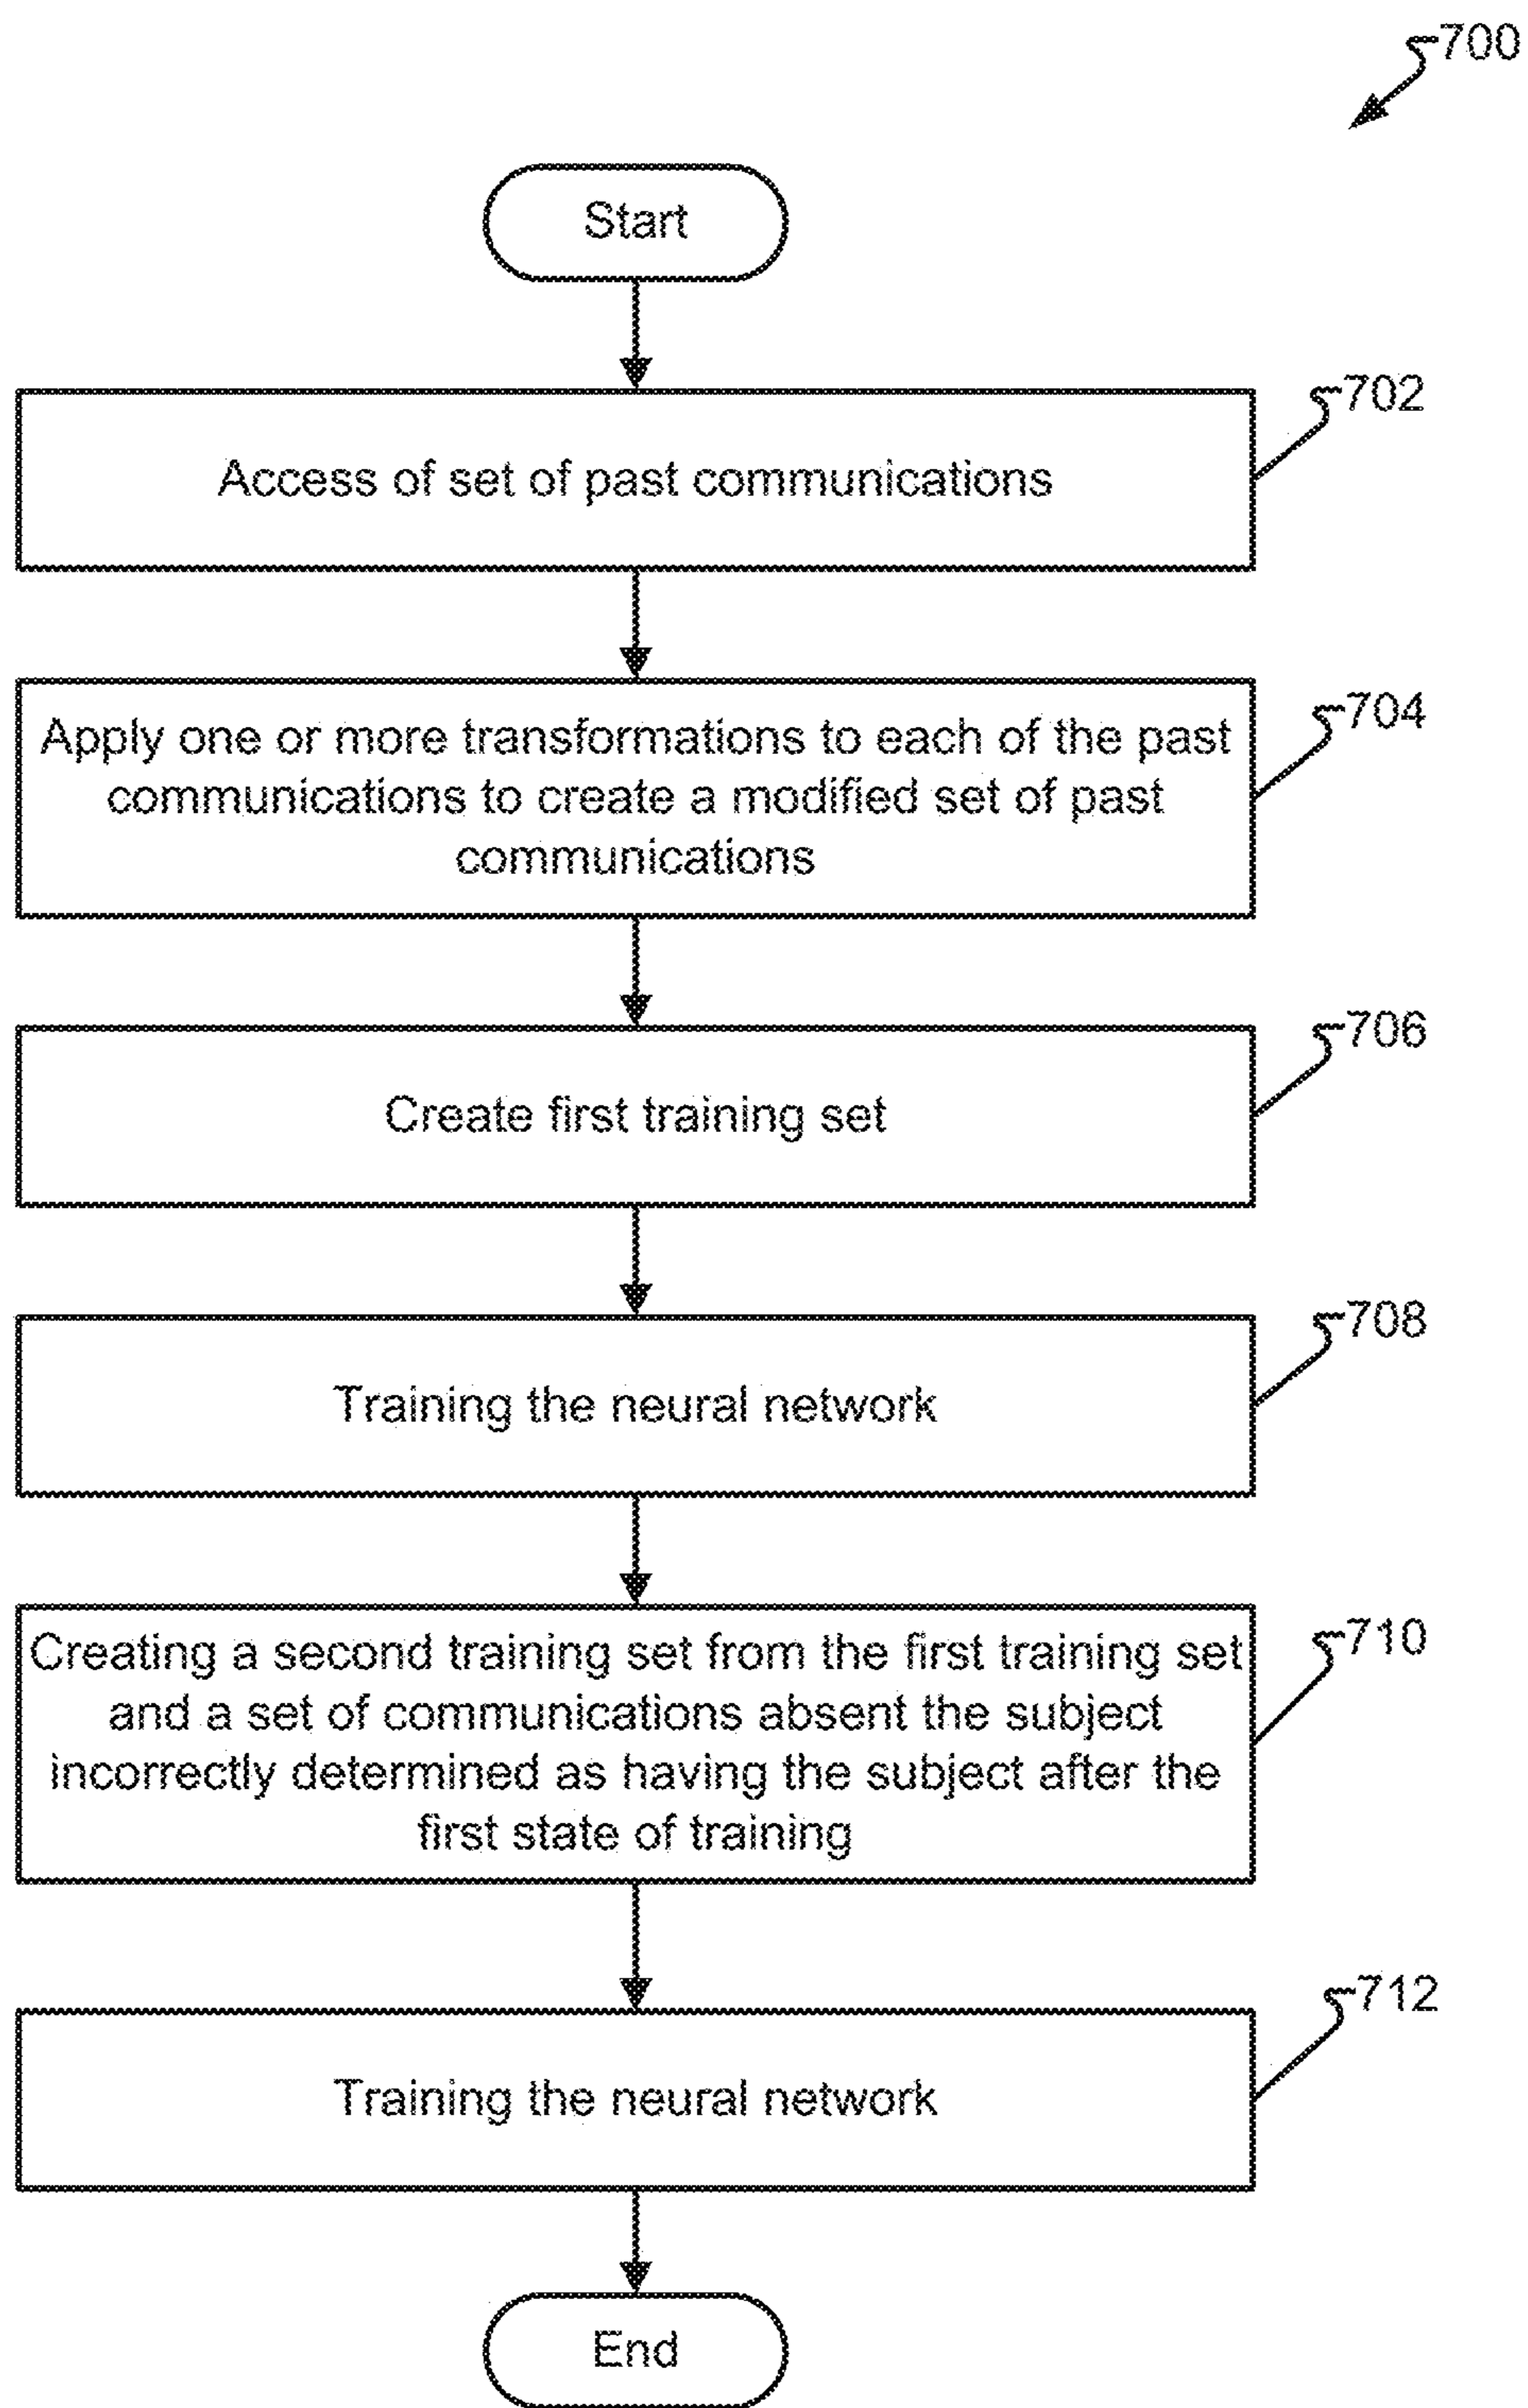 700
Start
702
Access of set of past communications
704
Apply one or more transformations to each of the past
communications to create a modified set of past
communications
706
Create first training set
708
Training the neural network
710
Creating a second training set from the first training set
and a set of communications absent the subject
incorrectly determined as having the subject after the
first state of training
712
Training the neural network
End